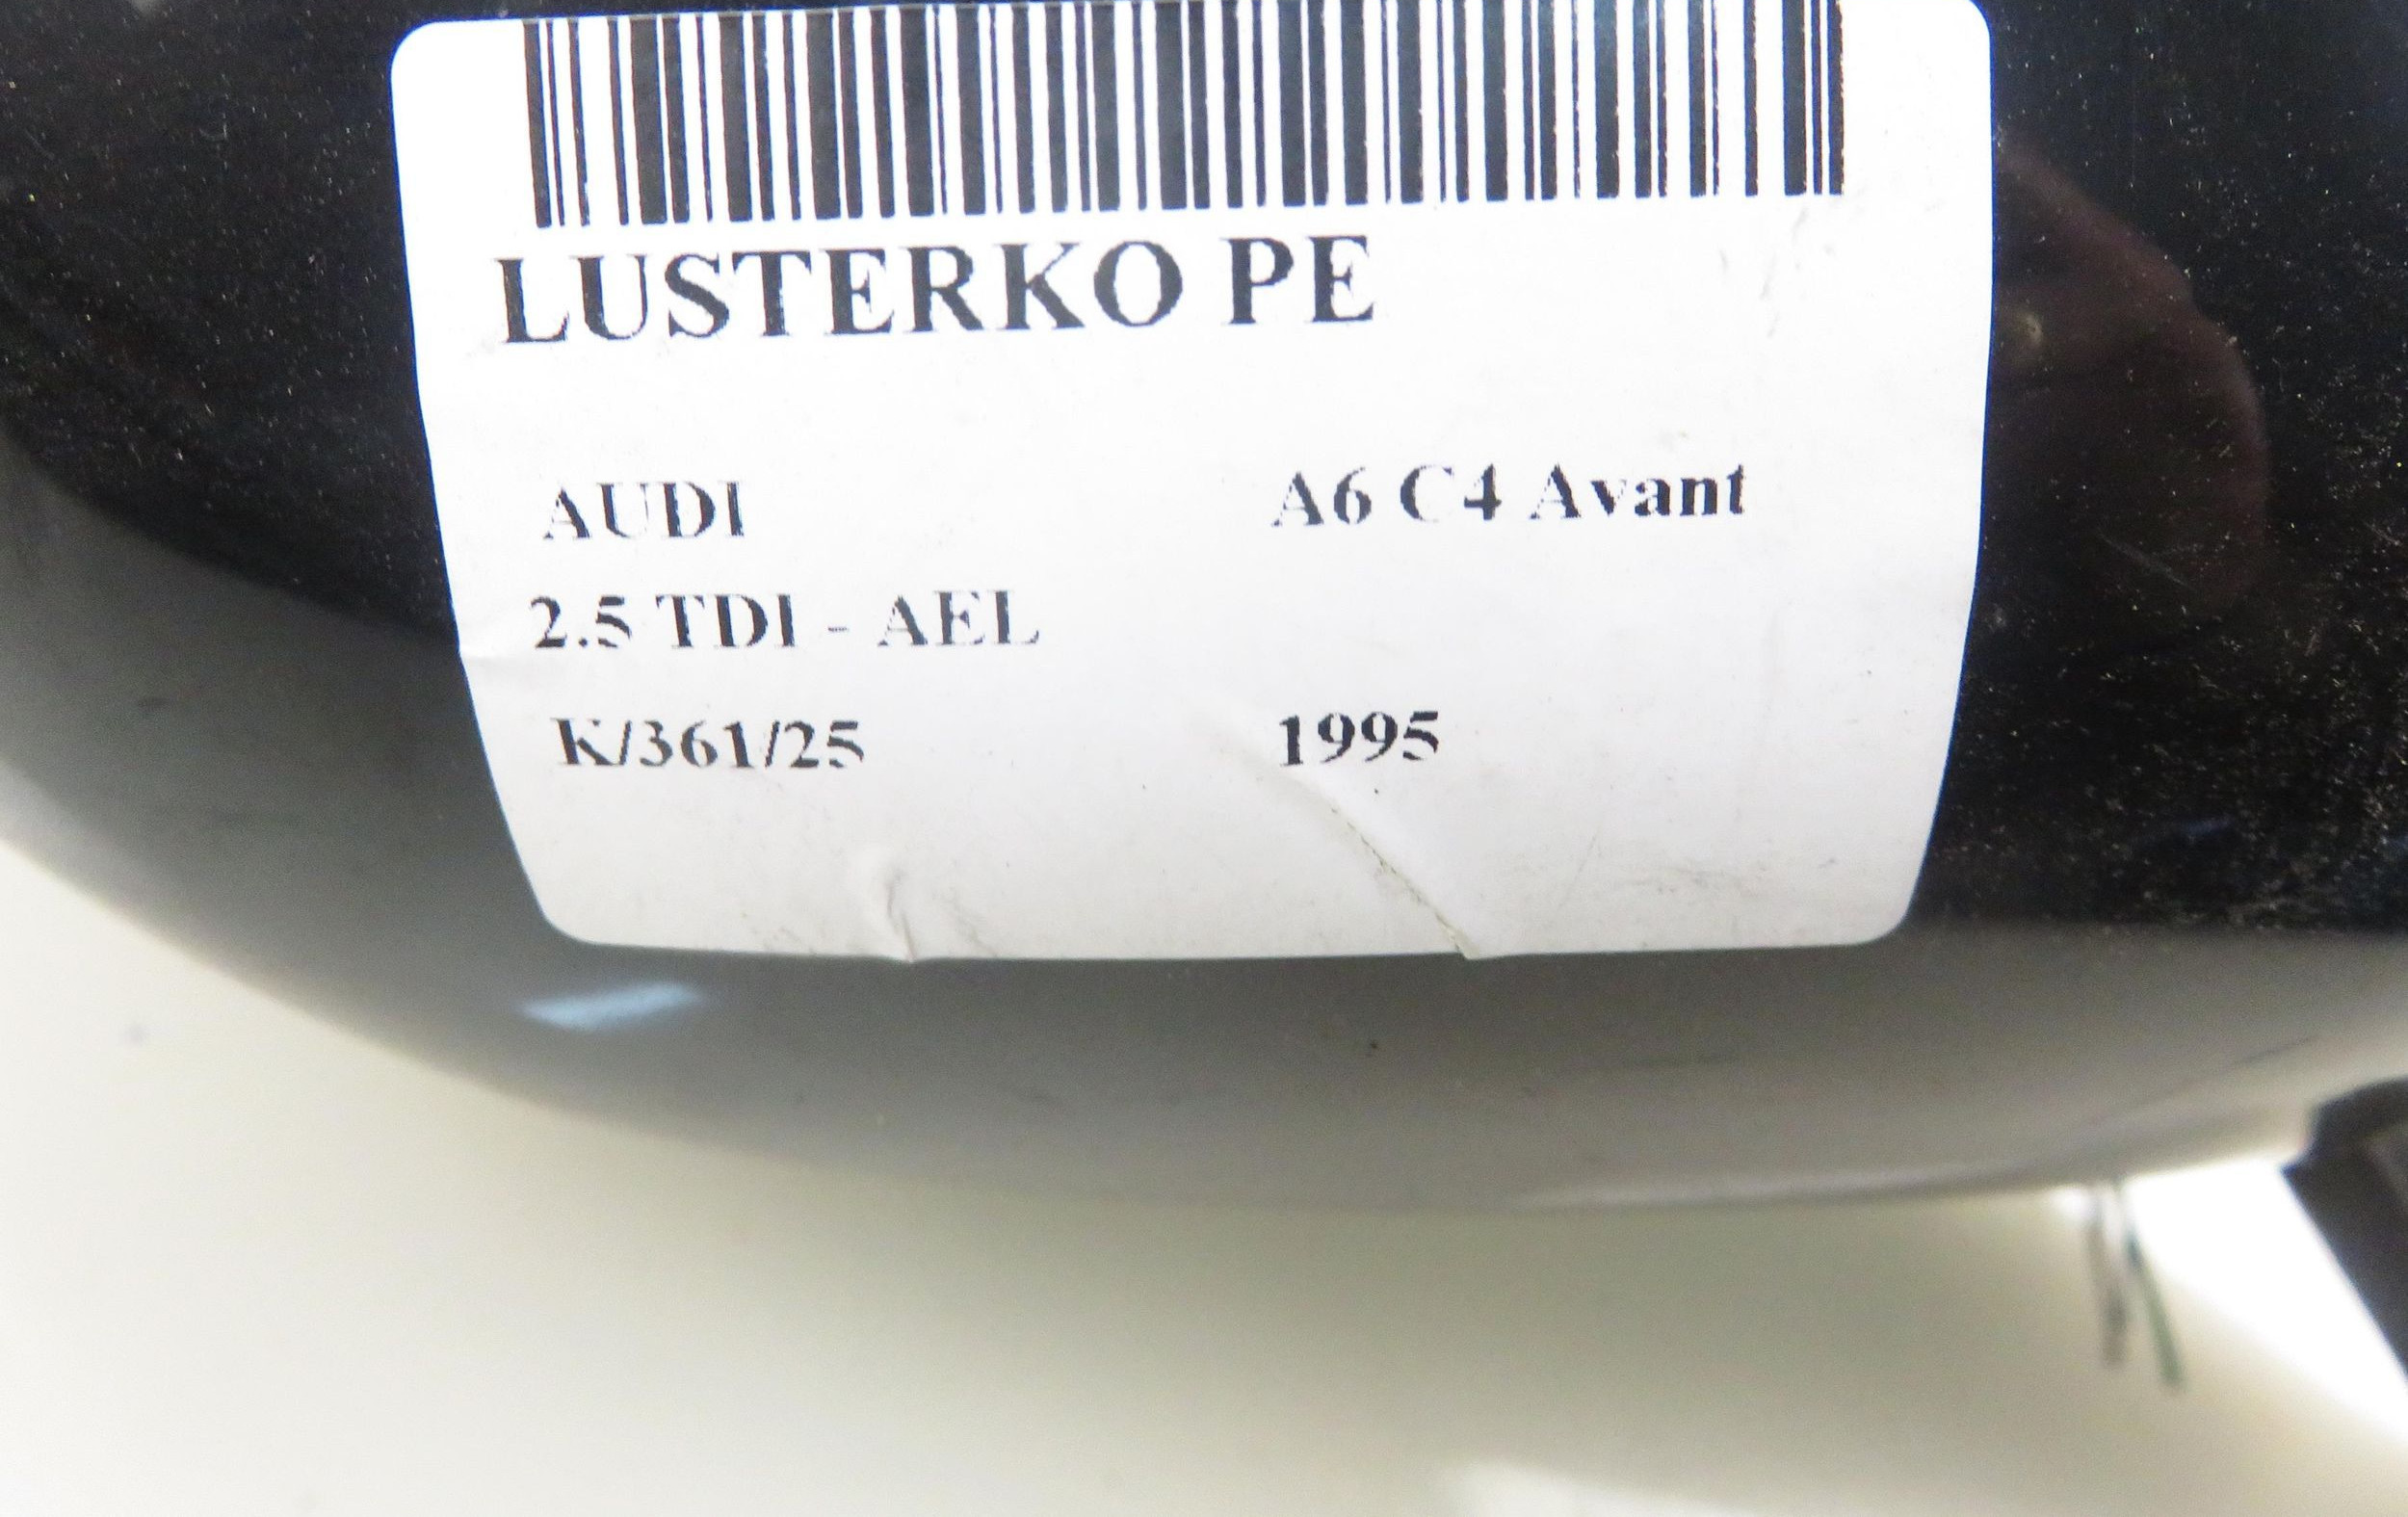 LUSTERKO PE
AUDI A6 C4 Avant
2.5 TDI - AEL
K/361/25 1995